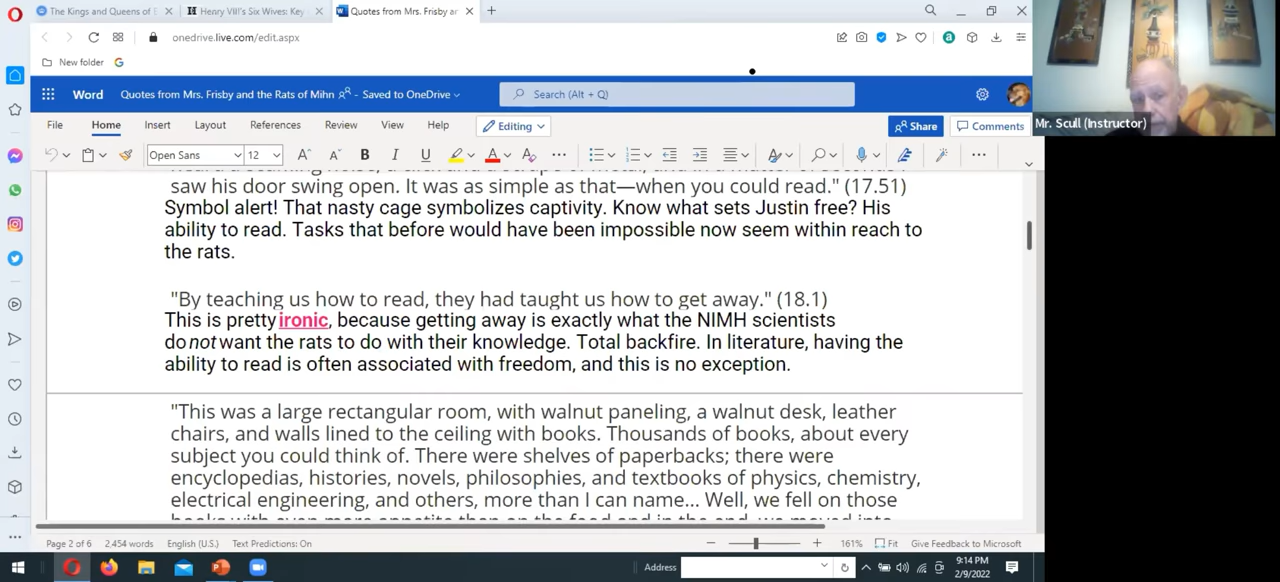 The Kings and Queens of E
Henry VIII's Six Wives: Key
Quotes from Mrs. Frisby ar
onedrive.live.com/edit.aspx
New folder
Word
Quotes from Mrs. Frisby and the Rats of Mihn
- Saved to OneDrive
Search (Alt + Q)
Mr. Scull (Instructor)
File
Home
Insert
Layout
References
Review
View
Help
Editing
Share
Comments
Open Sans
12
saw his door swing open. It was as simple as that—when you could read." (17.51)
Symbol alert! That nasty cage symbolizes captivity. Know what sets Justin free? His
ability to read. Tasks that before would have been impossible now seem within reach to
the rats.
"By teaching us how to read, they had taught us how to get away." (18.1)
This is pretty ironic, because getting away is exactly what the NIMH scientists
do not want the rats to do with their knowledge. Total backfire. In literature, having the
ability to read is often associated with freedom, and this is no exception.
"This was a large rectangular room, with walnut paneling, a walnut desk, leather
chairs, and walls lined to the ceiling with books. Thousands of books, about every
subject you could think of. There were shelves of paperbacks; there were
encyclopedias, histories, novels, philosophies, and textbooks of physics, chemistry,
electrical engineering, and others, more than I can name... Well, we fell on those
Page 2 of 6
2,454 words
English (U.S.)
Text Predictions: On
161%
Fit
Give Feedback to Microsoft
Address
9:14 PM
2/9/2022